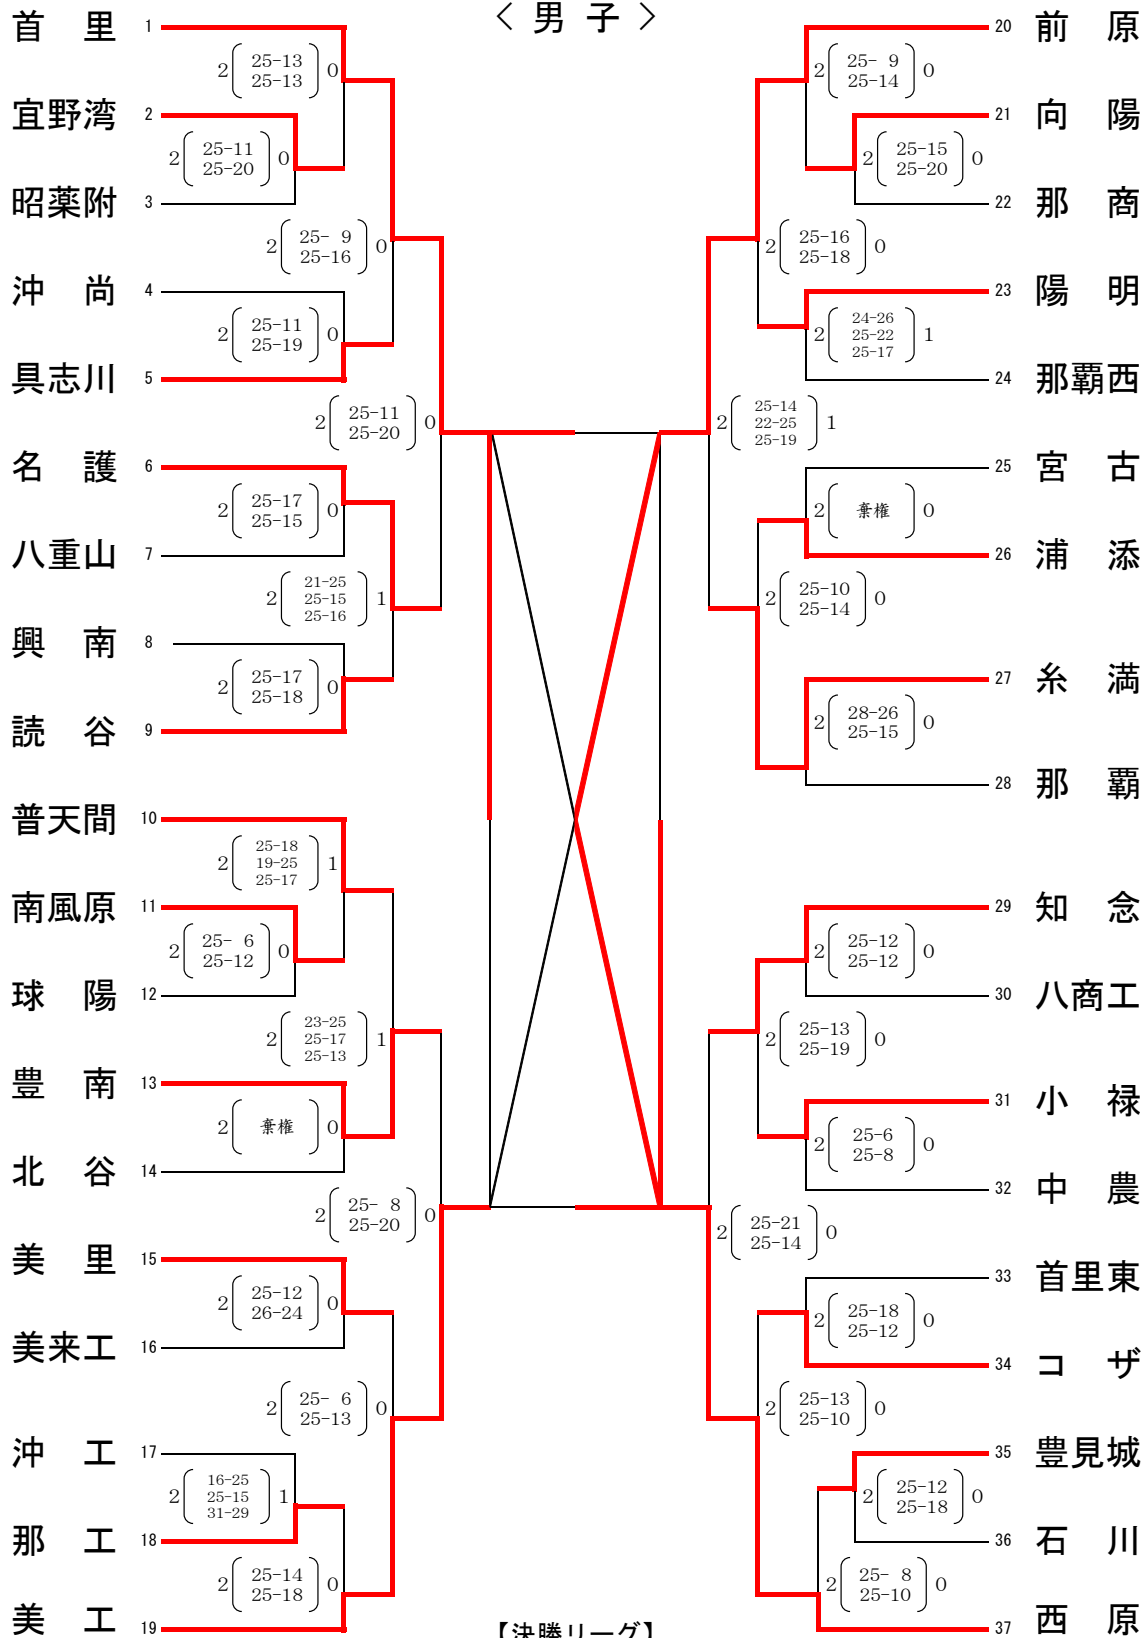 ＜ 男 子 ＞
首 里 1
2 25-13 0
25-13
宜野湾 2
2 25-11 0
25-20
昭薬附 3
2 25- 9 0
25-16
沖 尚 4
2 25-11 0
25-19
具志川 5
2 25-11 0
25-20
名 護 6
2 25-17 0
25-15
八重山 7
2 21-25 1
25-15
25-16
興 南 8
2 25-17 0
25-18
読 谷 9
普天間 10
2 25-18 1
19-25
25-17
南風原 11
2 25- 6 0
25-12
球 陽 12
2 23-25 1
25-17
25-13
豊 南 13
2 棄権 0
北 谷 14
2 25- 8 0
25-20
美 里 15
2 25-12 0
26-24
美来工 16
2 25- 6 0
25-13
沖 工 17
2 16-25 1
25-15
31-29
那 工 18
2 25-14 0
25-18
美 工 19
20 前 原
2 25- 9 0
25-14
21 向 陽
2 25-15 0
25-20
22 那 商
2 25-16 0
25-18
23 陽 明
2 24-26 1
25-22
25-17
24 那覇西
2 25-14 1
22-25
25-19
25 宮 古
2 棄権 0
26 浦 添
2 25-10 0
25-14
27 糸 満
2 28-26 0
25-15
28 那 覇
29 知 念
2 25-12 0
25-12
30 八商工
2 25-13 0
25-19
31 小 禄
2 25-6 0
25-8
32 中 農
2 25-21 0
25-14
33 首里東
2 25-18 0
25-12
34 コ ザ
2 25-13 0
25-10
35 豊見城
2 25-12 0
25-18
36 石 川
2 25- 8 0
25-10
37 西 原
【決勝リーグ】